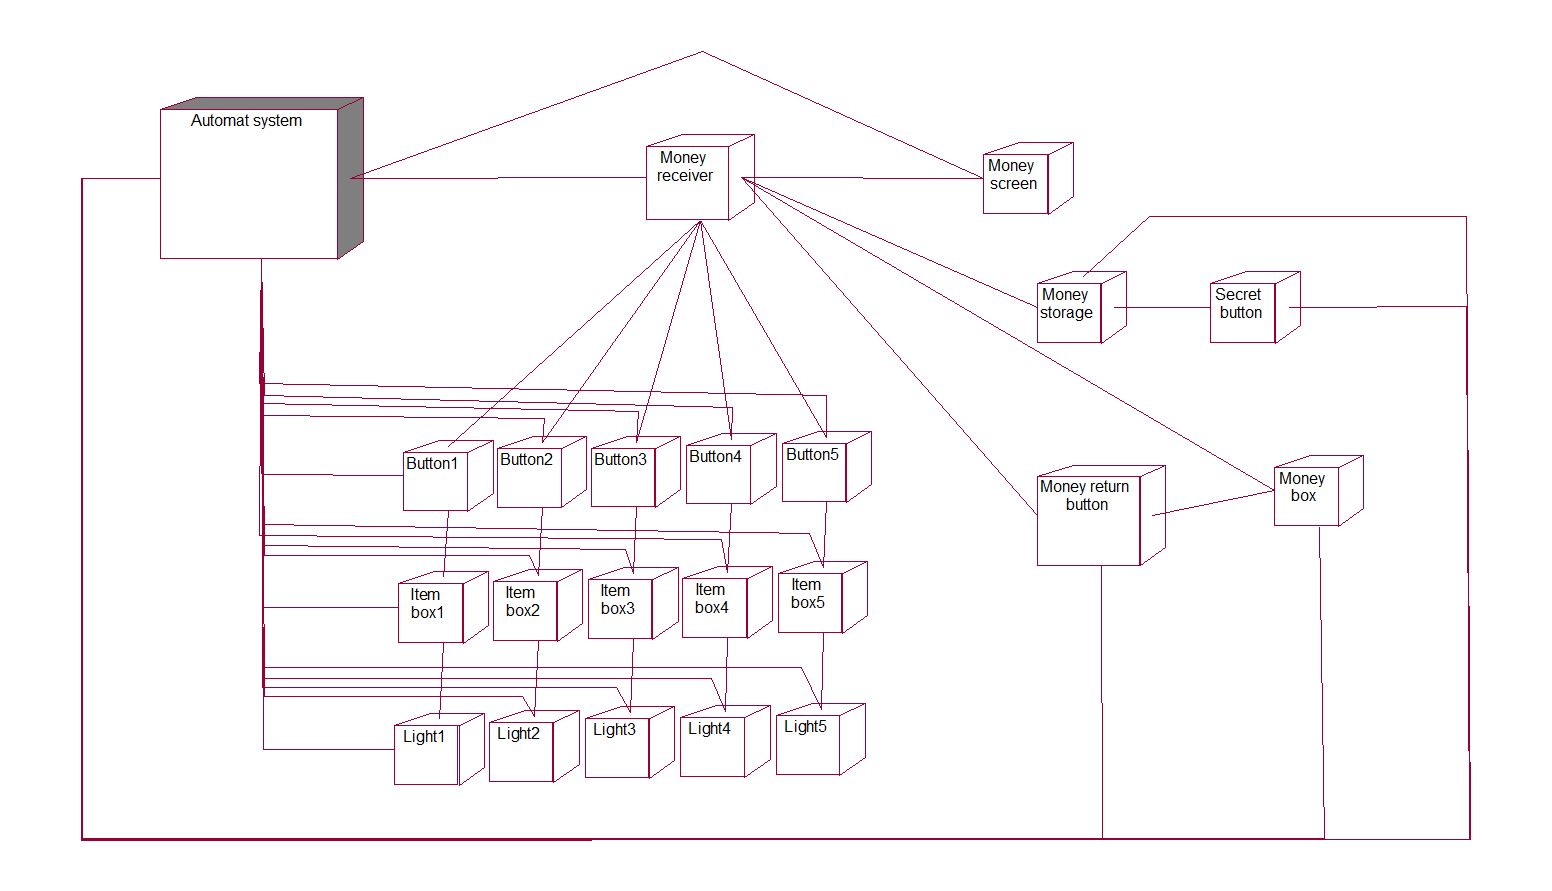 Automat system
Money
receiver
Money
screen
Money
storage
Secret
button
Button1
Button2
Button3
Button4
Button5
Money return
button
Money
box
Item
box1
Item
box2
Item
box3
Item
box4
Item
box5
Light1
Light2
Light3
Light4
Light5